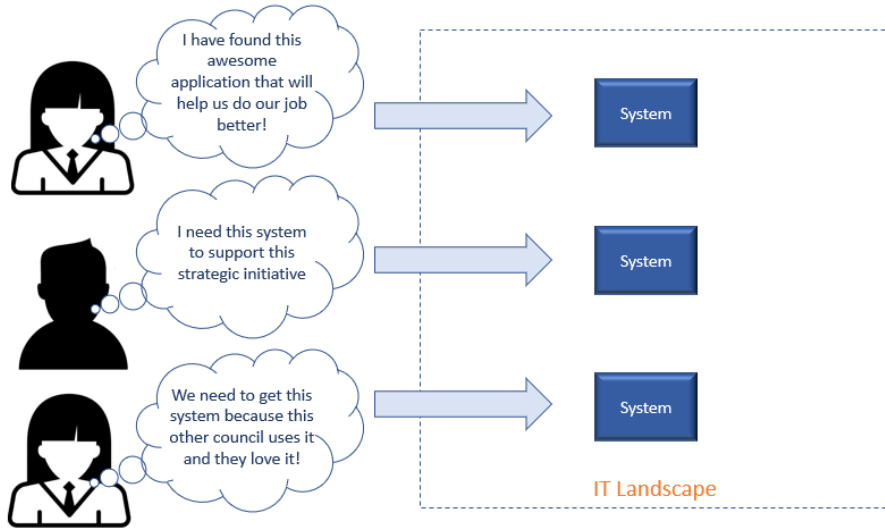 I have found this
awesome
application that will
help us do our job
better!
System
I need this system
to support this
strategic initiative
System
We need to get this
system because this
other council uses it
and they love it!
System
IT Landscape